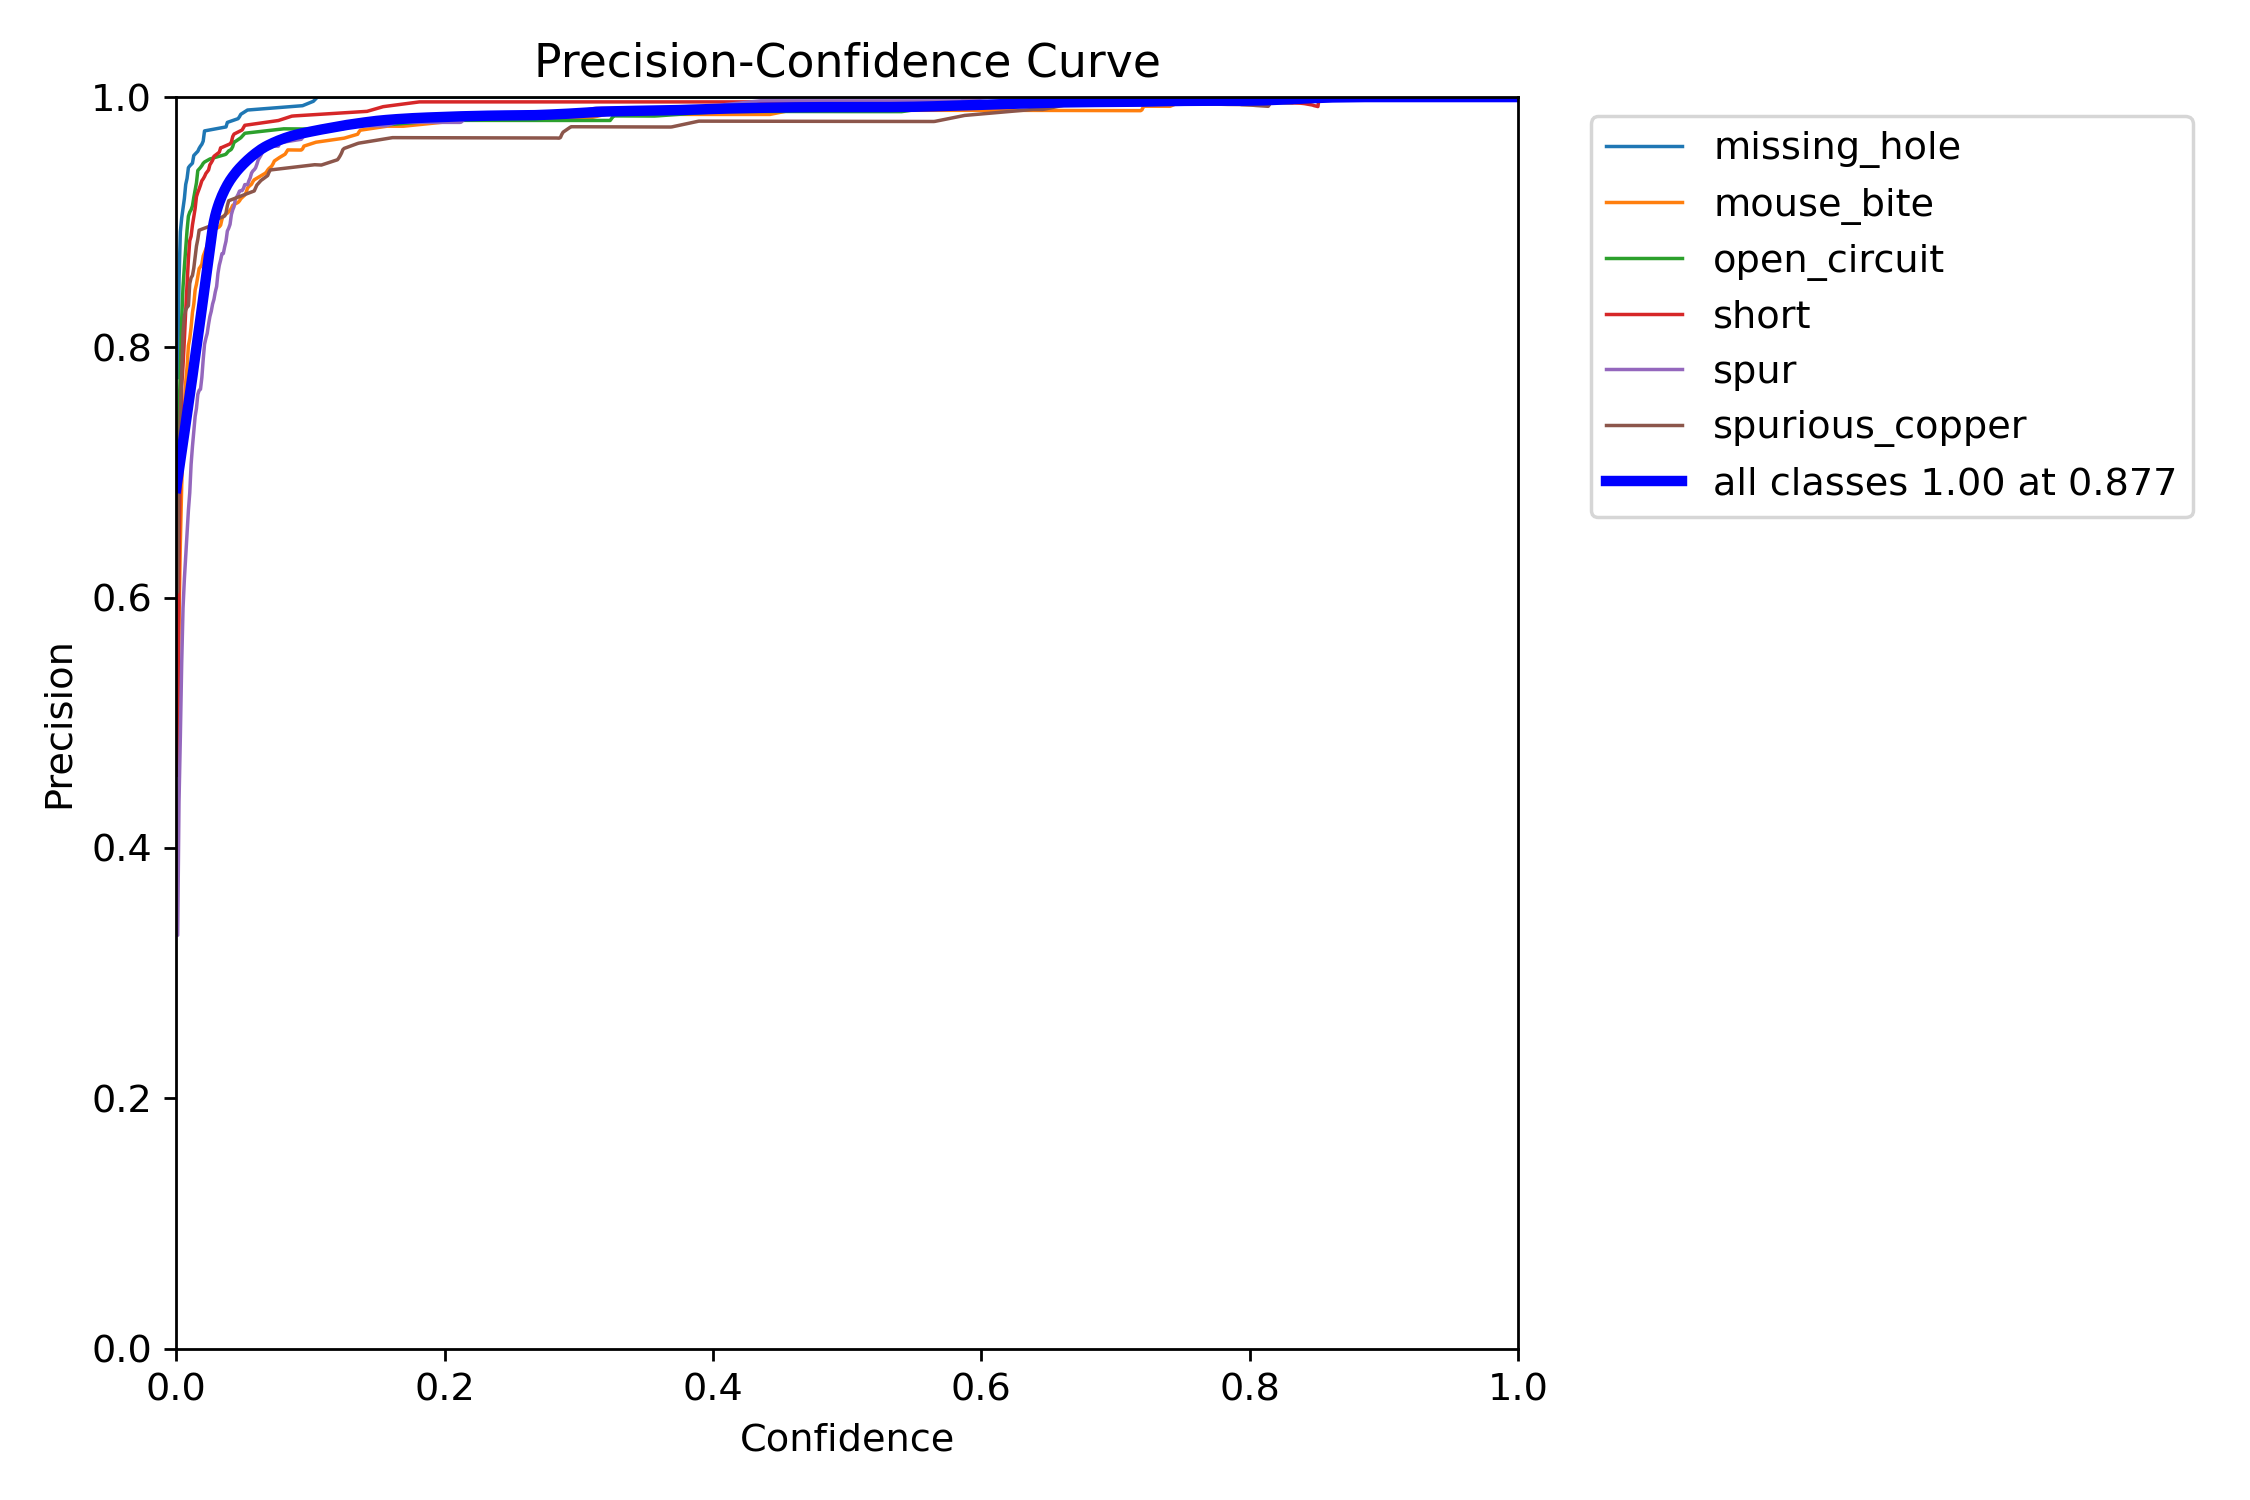 Precision-Confidence Curve
1.0
0.8
0.6
0.4
0.2
0.0
Precision
0.0 0.2 0.4 0.6 0.8 1.0
Confidence
missing_hole
mouse_bite
open_circuit
short
spur
spurious_copper
all classes 1.00 at 0.877